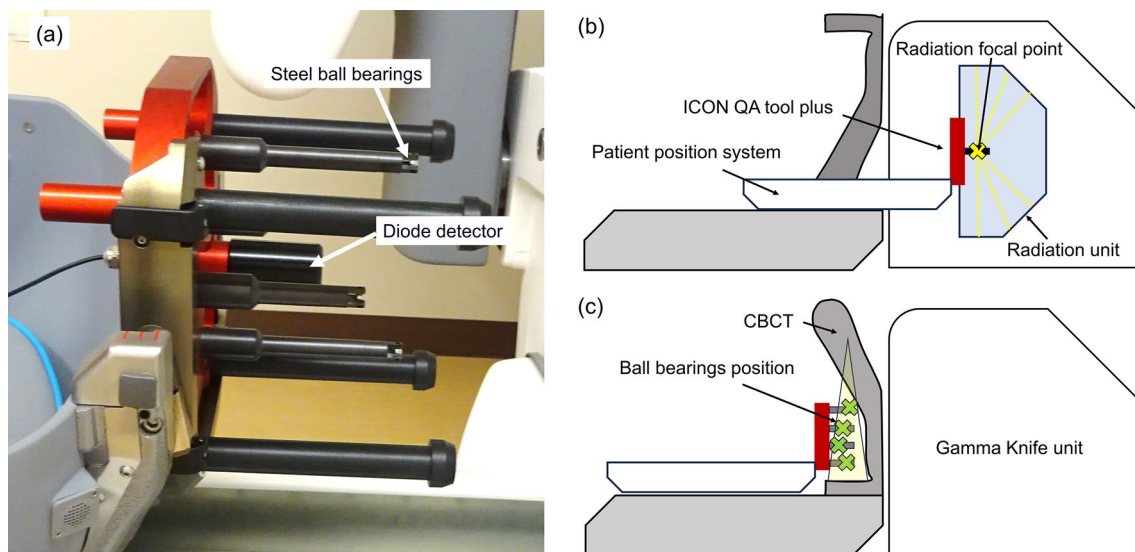 (a)
Steel ball bearings
Diode detector
(b)
Radiation focal point
ICON QA tool plus
Patient position system
Radiation unit
(c)
CBCT
Ball bearings position
Gamma Knife unit